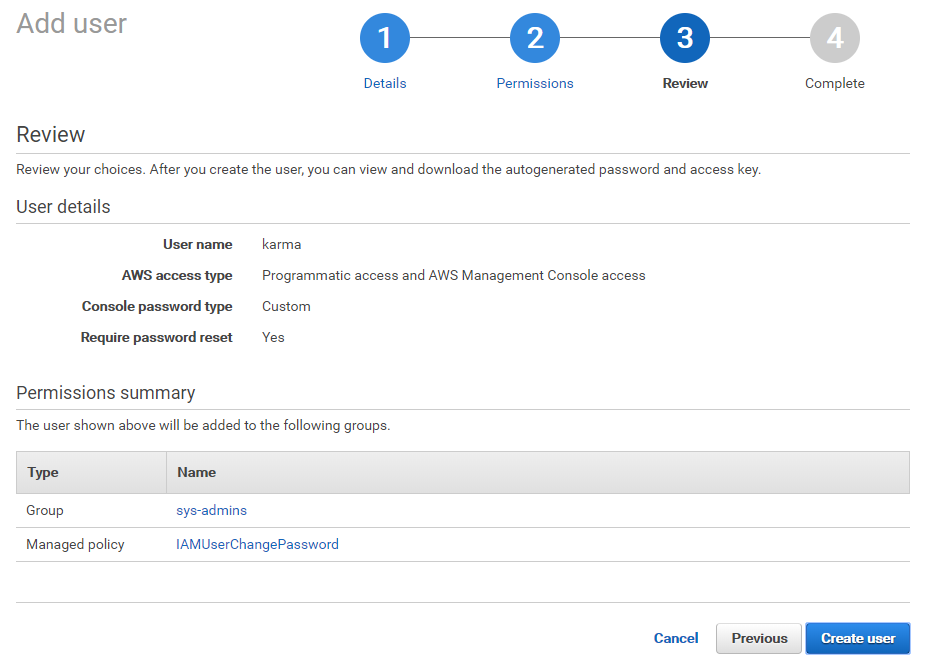 Add user
1 2 3 4
Details Permissions Review Complete
Review
Review your choices. After you create the user, you can view and download the autogenerated password and access key.
User details
User name karma
AWS access type Programmatic access and AWS Management Console access
Console password type Custom
Require password reset Yes
Permissions summary
The user shown above will be added to the following groups.
Type Name
Group sys-admins
Managed policy IAMUserChangePassword
Cancel Previous Create user